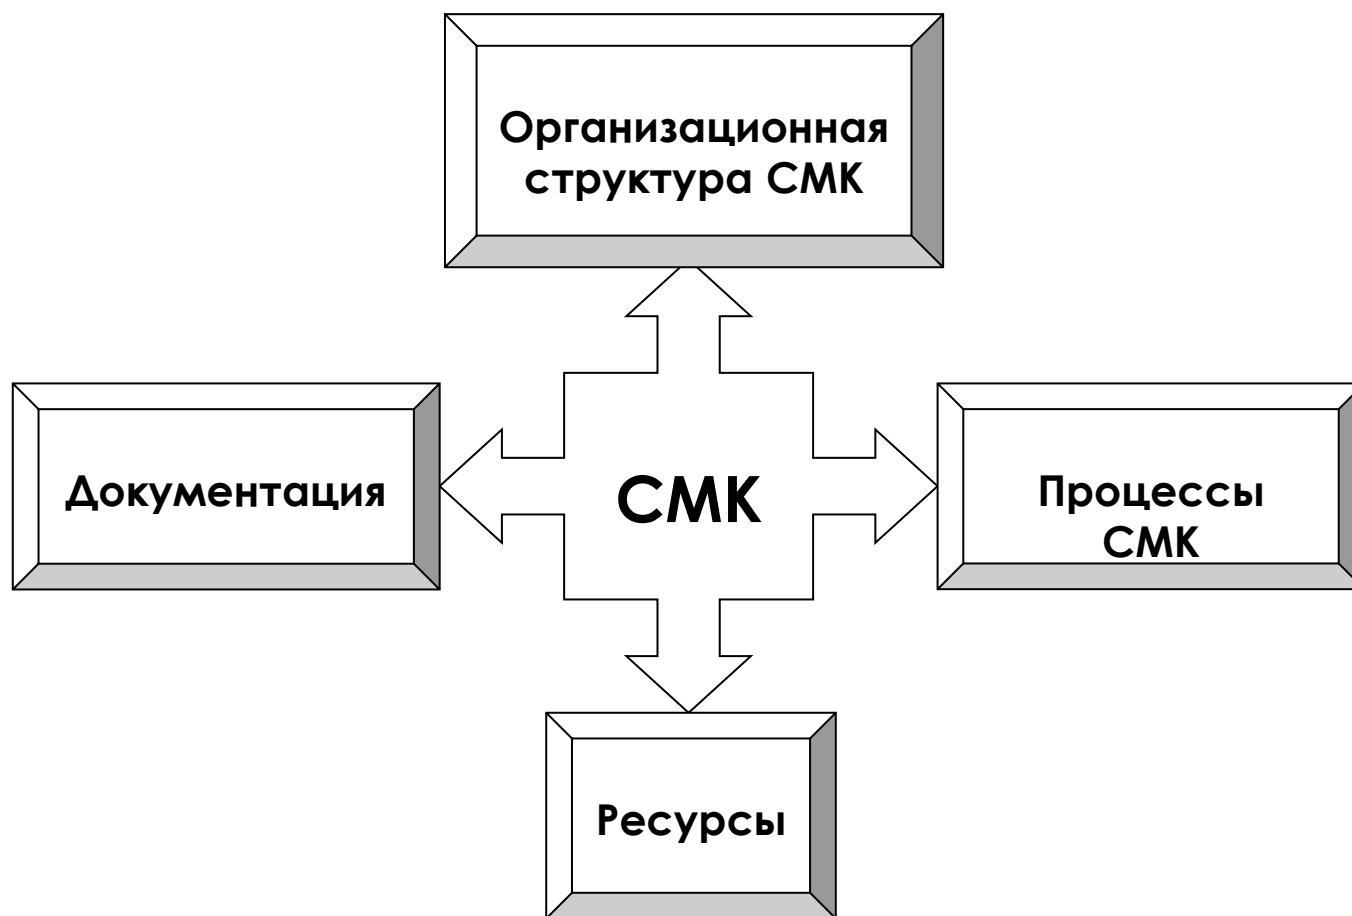 Организационная
структура СМК
Документация
СМК
Процессы
СМК
Ресурсы